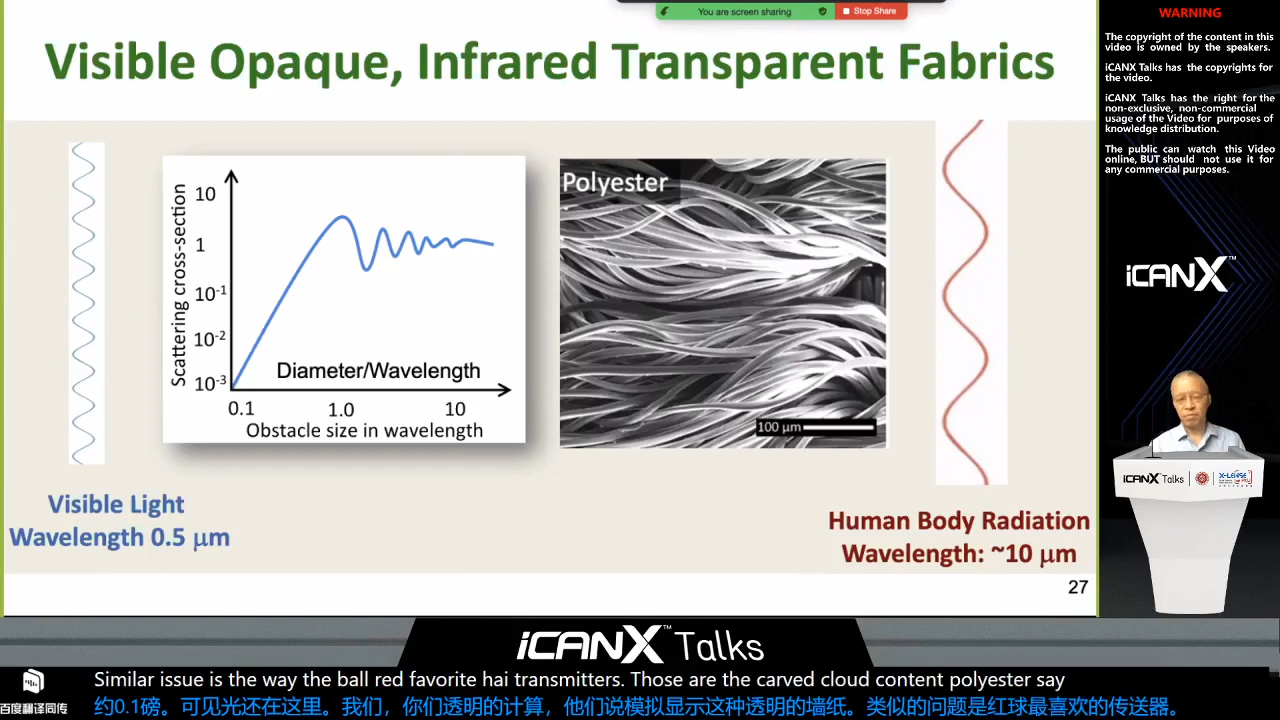 You are screen sharing
Stop Share
Visible Opaque, Infrared Transparent Fabrics
Scattering cross-section
10
1
10-1
10-2
10-3
Diameter/Wavelength
0.1
1.0
10
Obstacle size in wavelength
Polyester
100 μm
Visible Light
Wavelength 0.5 μm
Human Body Radiation
Wavelength: ~10 μm
27
WARNING
The copyright of the content in this
video is owned by the speakers.
iCANX Talks has the copyrights for
the video.
iCANX Talks has the right for the
non-exclusive, non-commercial
usage of the Video for purposes of
knowledge distribution.
The public can watch this Video
online, BUT should not use it for
any commercial purposes.
iCANX™
iCANX Talks
X-LENSE
iCANX™ Talks
Similar issue is the way the ball red favorite hai transmitters. Those are the carved cloud content polyester say
百度翻译同传
约0.1磅。可见光还在这里。我们，你们透明的计算，他们说模拟显示这种透明的墙纸。类似的问题是红球最喜欢的传送器。